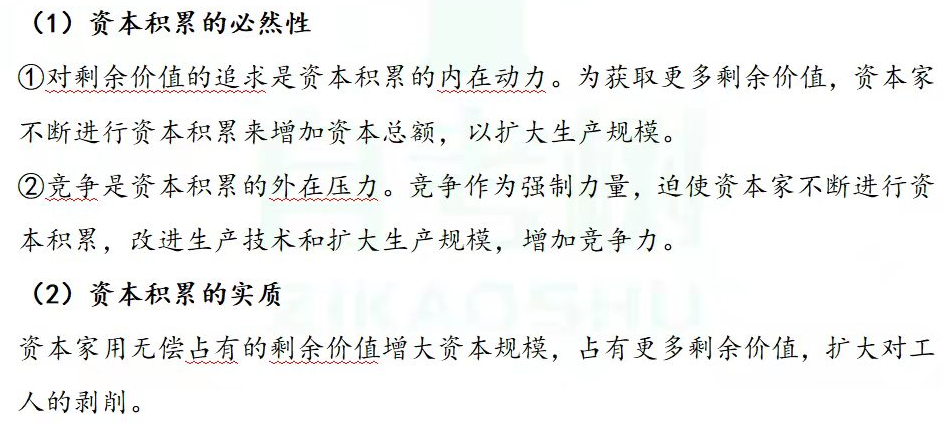 （1）资本积累的必然性
①对剩余价值的追求是资本积累的内在动力。为获取更多剩余价值，资本家
不断进行资本积累来增加资本总额，以扩大生产规模。
②竞争是资本积累的外在压力。竞争作为强制力量，迫使资本家不断进行资
本积累，改进生产技术和扩大生产规模，增加竞争力。
（2）资本积累的实质
资本家用无偿占有的剩余价值增大资本规模，占有更多剩余价值，扩大对工
人的剥削。